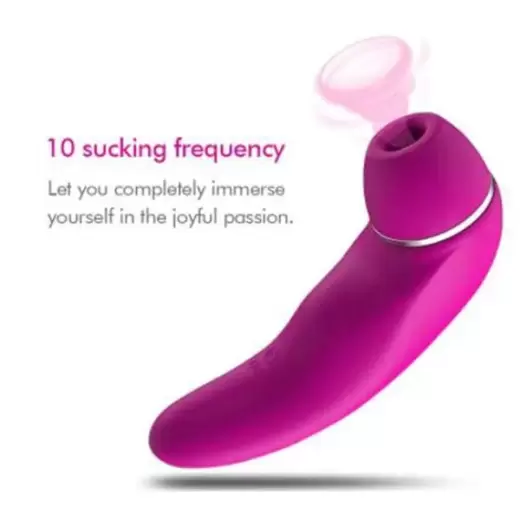 10 sucking frequency
Let you completely immerse
yourself in the joyful passion.